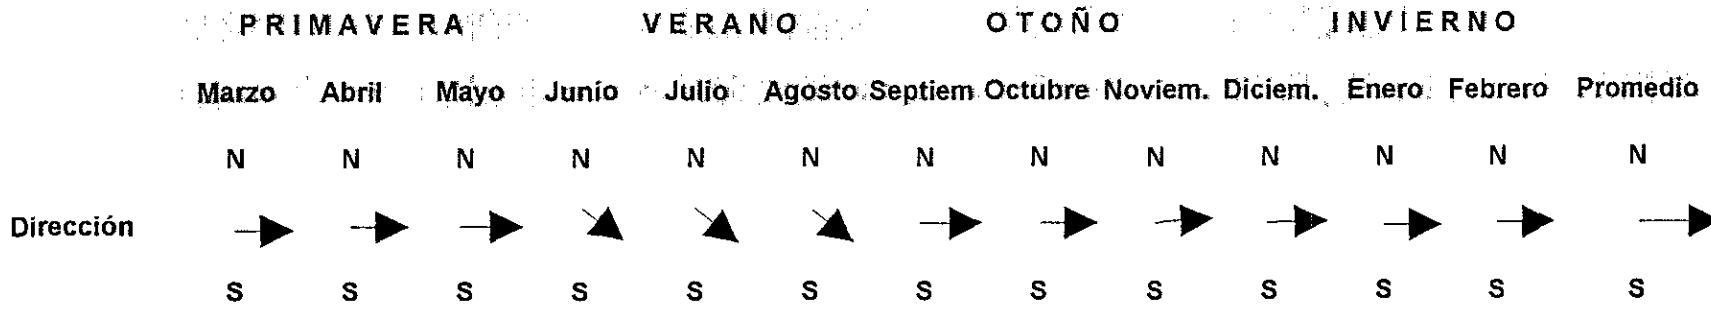 PRIMAVERA VERANO OTOÑO INVIERNO
Marzo Abril Mayo Junio Julio Agosto Septiem Octubre Noviem. Diciem. Enero Febrero Promedio
N N N N N N N N N N N N N
Dirección
S S S S S S S S S S S S S